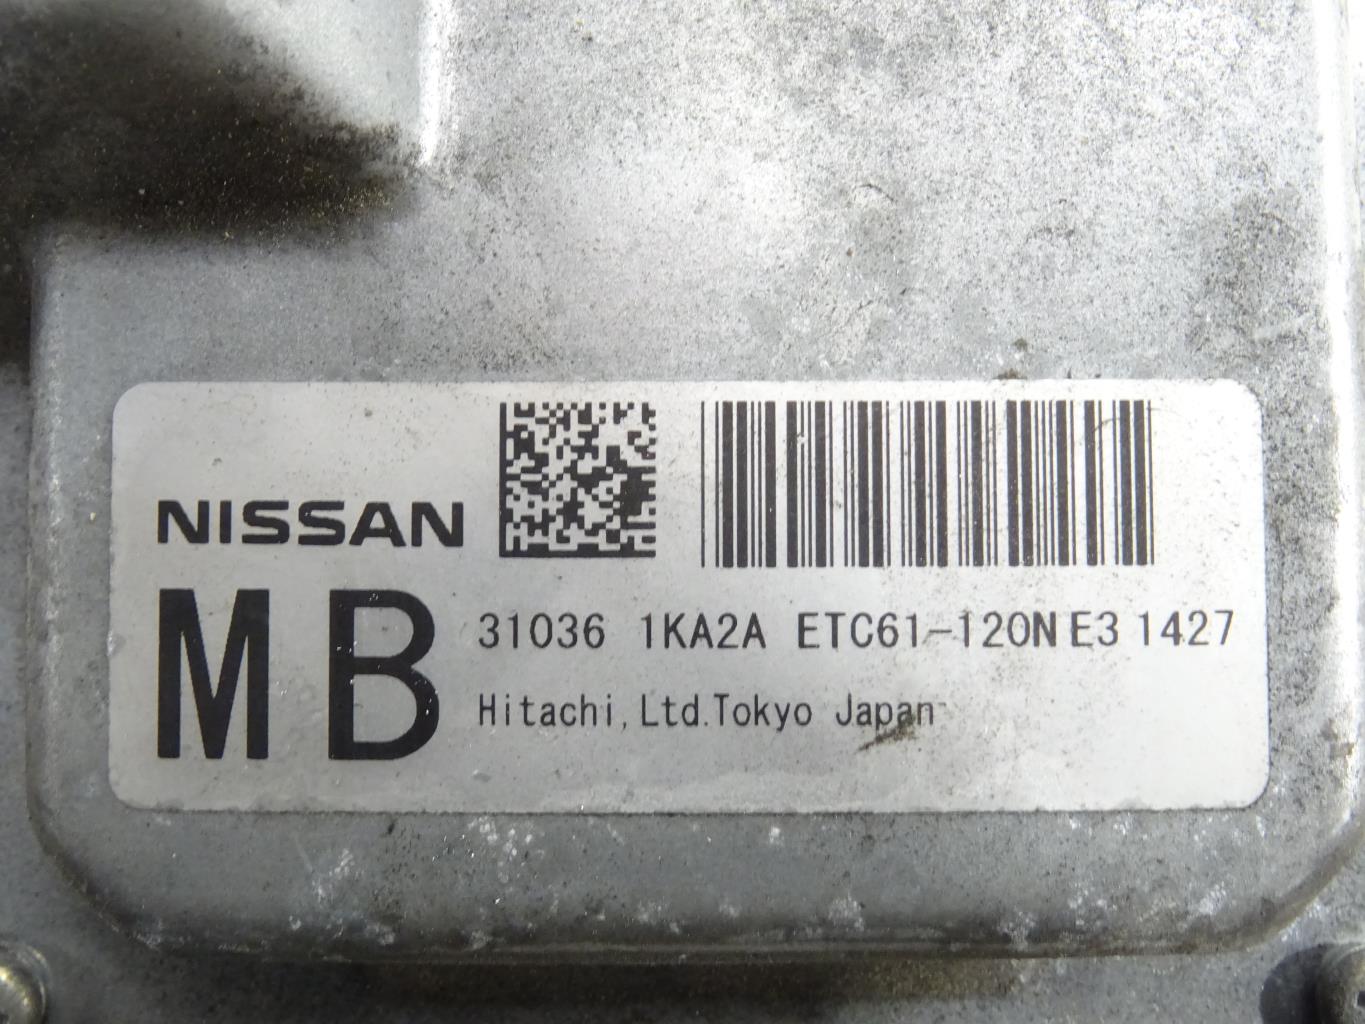 NISSAN
MB 31036 1KA2A ETC61-120N E3 1427
Hitachi, Ltd. Tokyo Japan